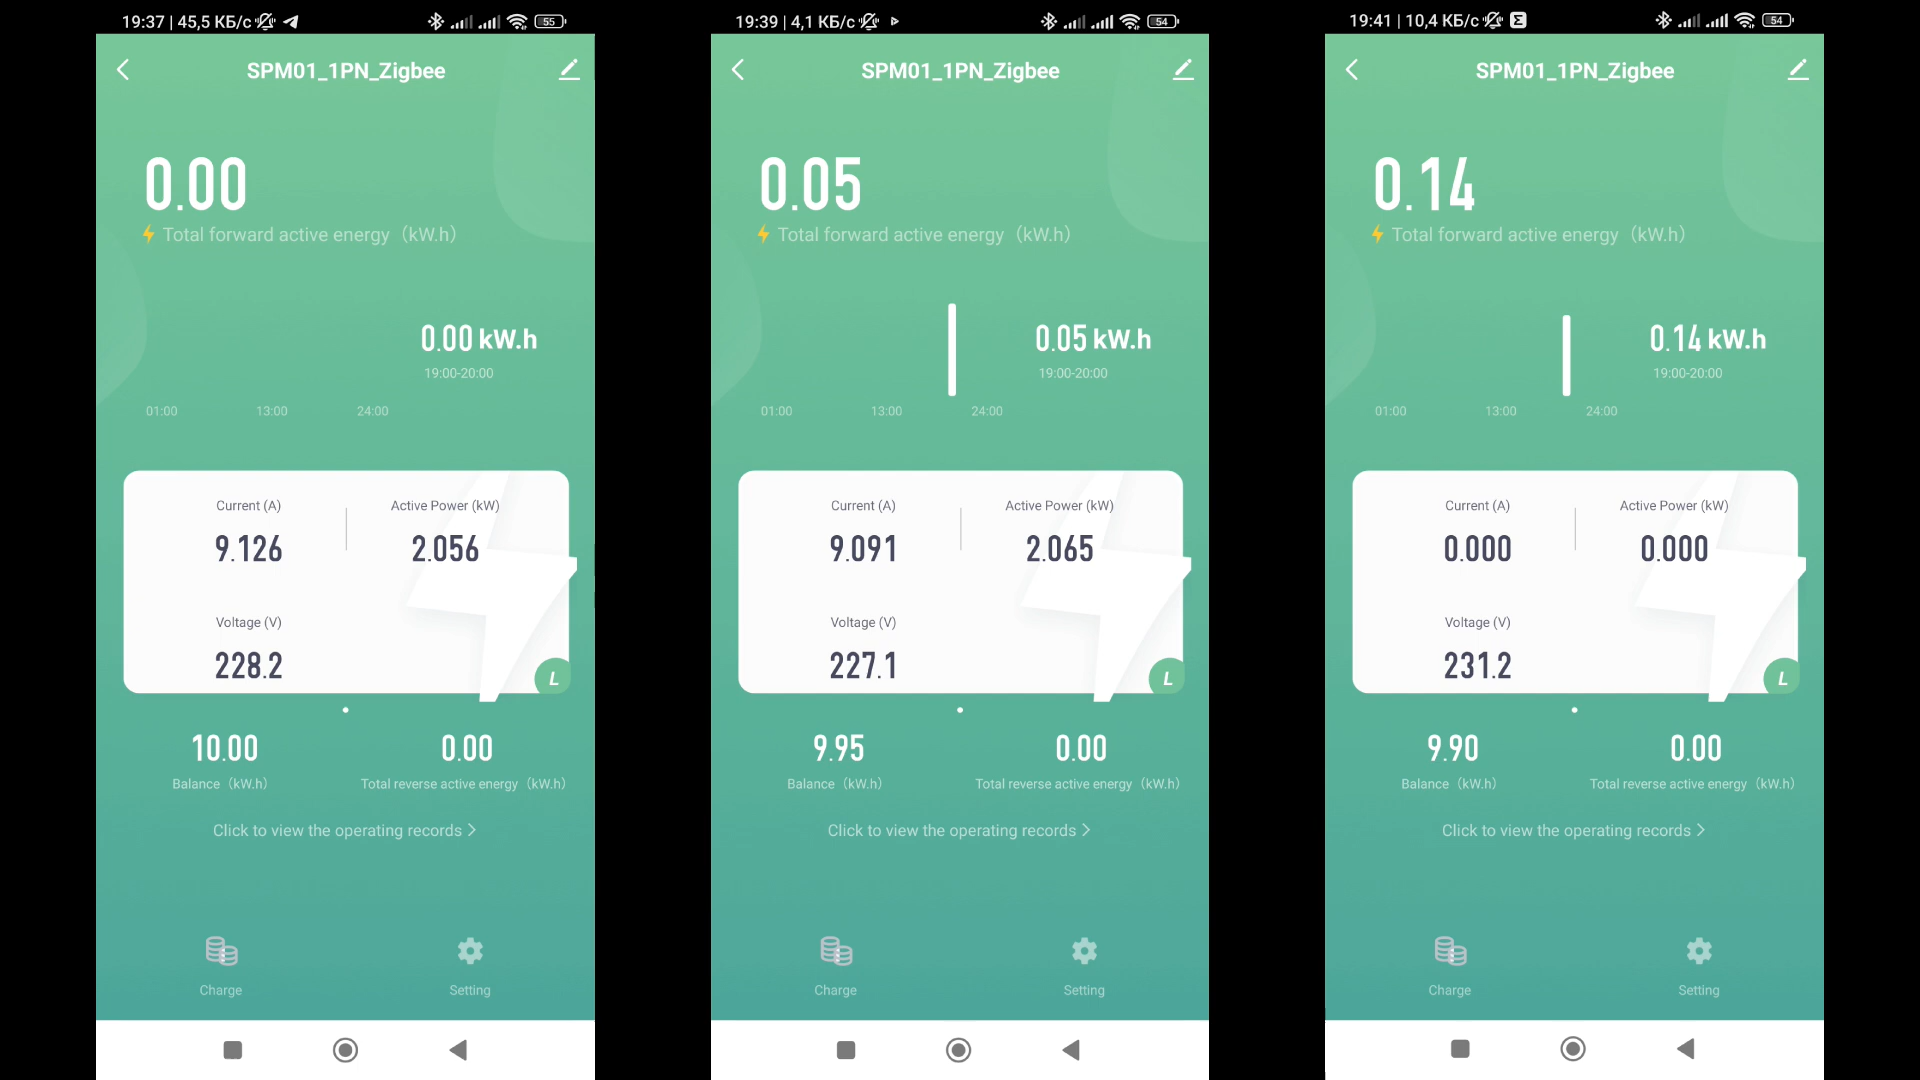 19:37 | 45,5 КБ/с
55
SPM01_1PN_Zigbee
0.00
Total forward active energy（kW.h）
0.00 kW.h
19:00-20:00
01:00 13:00 24:00
Current (A) Active Power (kW)
9.126 2.056
Voltage (V)
228.2
L
10.00 0.00
Balance（kW.h） Total reverse active energy（kW.h）
Click to view the operating records
Charge Setting
19:39 | 4,1 КБ/с
54
SPM01_1PN_Zigbee
0.05
Total forward active energy（kW.h）
0.05 kW.h
19:00-20:00
01:00 13:00 24:00
Current (A) Active Power (kW)
9.091 2.065
Voltage (V)
227.1
L
9.95 0.00
Balance（kW.h） Total reverse active energy（kW.h）
Click to view the operating records
Charge Setting
19:41 | 10,4 КБ/с
54
SPM01_1PN_Zigbee
0.14
Total forward active energy（kW.h）
0.14 kW.h
19:00-20:00
01:00 13:00 24:00
Current (A) Active Power (kW)
0.000 0.000
Voltage (V)
231.2
L
9.90 0.00
Balance（kW.h） Total reverse active energy（kW.h）
Click to view the operating records
Charge Setting